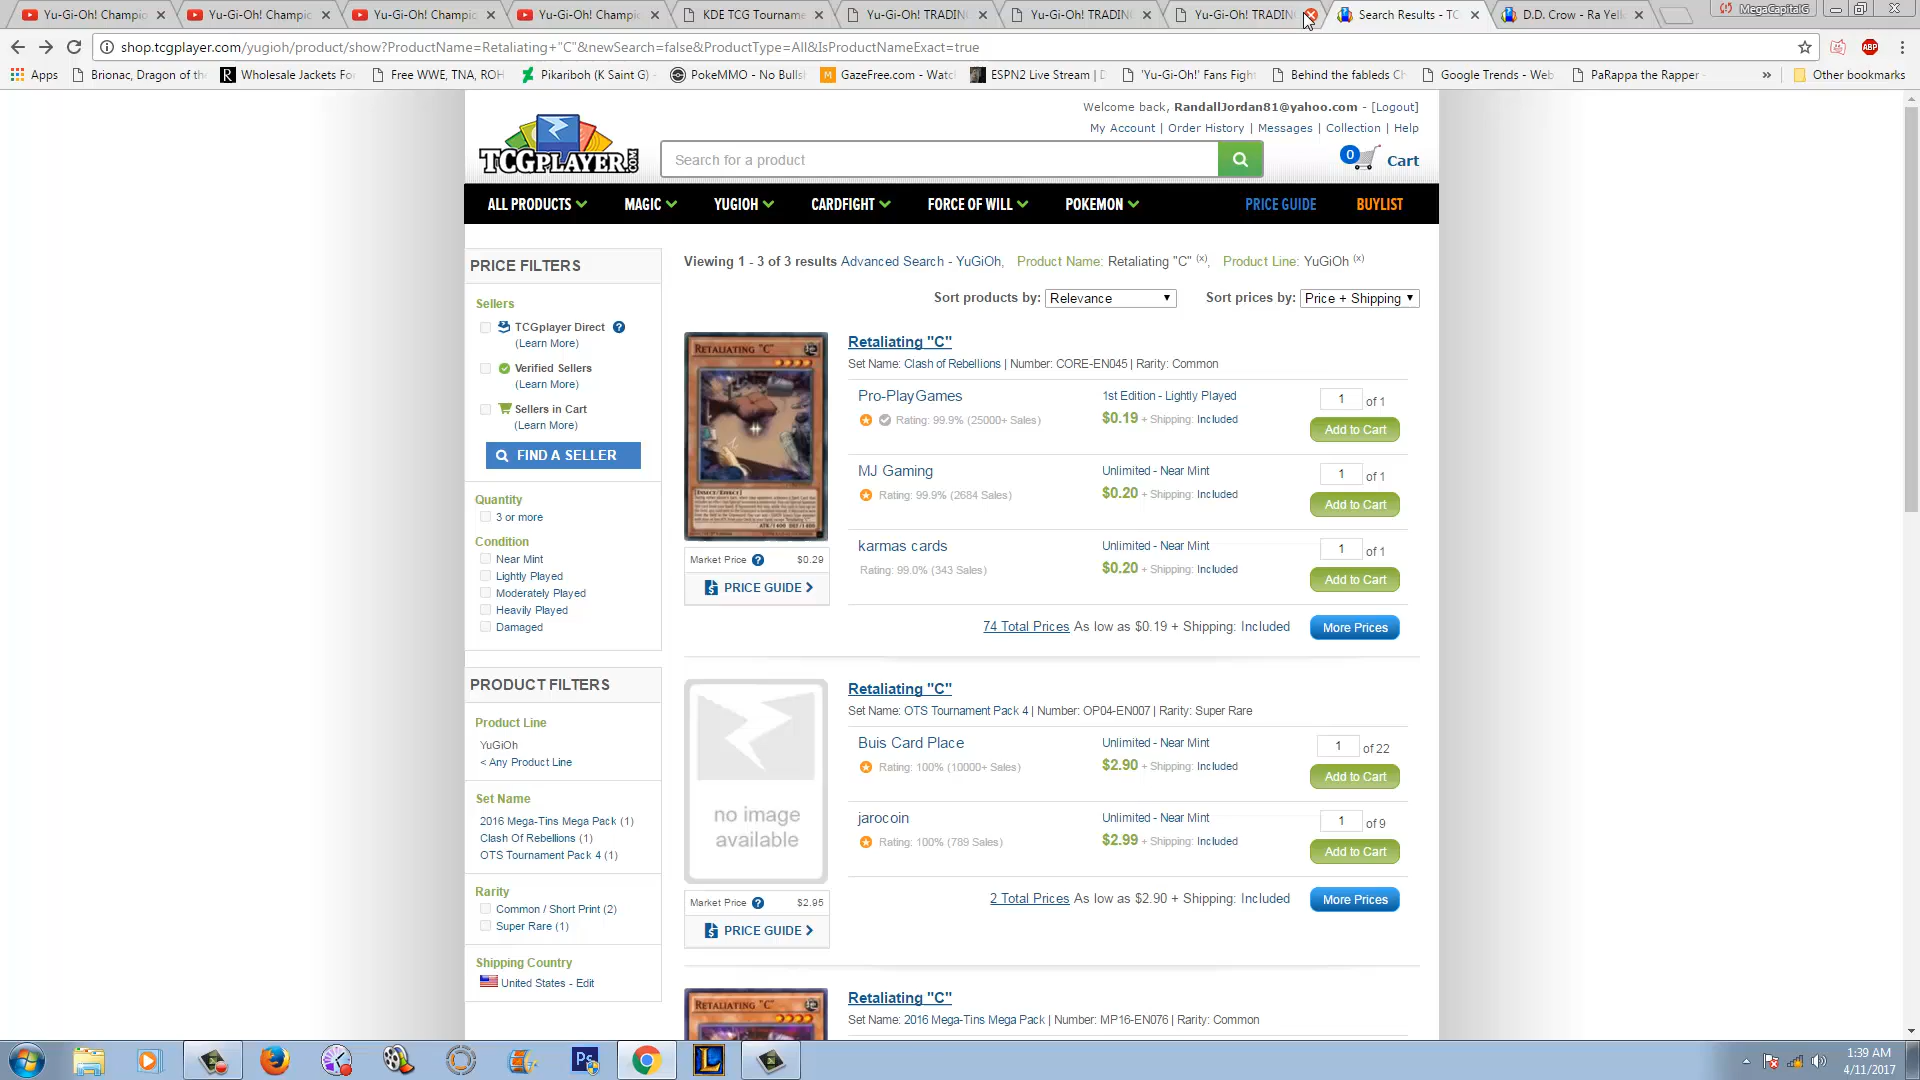 Yu-Gi-Oh! Champio
Yu-Gi-Oh! Champio
Yu-Gi-Oh! Champio
Yu-Gi-Oh! Champio
KDE TCG Tourname
Yu-Gi-Oh! TRADIN
Yu-Gi-Oh! TRADIN
Yu-Gi-Oh! TRADIN
Search Results - TC
D.D. Crow - Ra Yell
MegaCapitalG
shop.tcgplayer.com/yugioh/product/show?ProductName=Retaliating+"C"&newSearch=false&ProductType=All&IsProductNameExact=true
ABP
Apps
Brionac, Dragon of the
Wholesale Jackets Fo
Free WWE, TNA, ROH
Pikariboh (K Saint G)
PokeMMO - No Bulls
GazeFree.com - Watc
ESPN2 Live Stream | D
'Yu-Gi-Oh!' Fans Figh
Behind the fableds Ch
Google Trends - Web
PaRappa the Rapper -
»
Other bookmarks
Welcome back, RandallJordan81@yahoo.com - [Logout]
My Account | Order History | Messages | Collection | Help
TCGPLAYER.COM
Search for a product
0 Cart
ALL PRODUCTS
MAGIC
YUGIOH
CARDFIGHT
FORCE OF WILL
POKEMON
PRICE GUIDE
BUYLIST
PRICE FILTERS
Sellers
TCGplayer Direct ?
(Learn More)
Verified Sellers
(Learn More)
Sellers in Cart
(Learn More)
FIND A SELLER
Quantity
3 or more
Condition
Near Mint
Lightly Played
Moderately Played
Heavily Played
Damaged
PRODUCT FILTERS
Product Line
YuGiOh
< Any Product Line
Set Name
2016 Mega-Tins Mega Pack (1)
Clash Of Rebellions (1)
OTS Tournament Pack 4 (1)
Rarity
Common / Short Print (2)
Super Rare (1)
Shipping Country
United States - Edit
Viewing 1 - 3 of 3 results Advanced Search - YuGiOh, Product Name: Retaliating "C" (x), Product Line: YuGiOh (x)
Sort products by: Relevance
Sort prices by: Price + Shipping
RETALIATING "C"
ATK/1400 DEF/1400
Market Price ? $0.29
PRICE GUIDE
Retaliating "C"
Set Name: Clash of Rebellions | Number: CORE-EN045 | Rarity: Common
Pro-PlayGames
1st Edition - Lightly Played
1 of 1
Rating: 99.9% (25000+ Sales)
$0.19 + Shipping: Included
Add to Cart
MJ Gaming
Unlimited - Near Mint
1 of 1
Rating: 99.9% (2684 Sales)
$0.20 + Shipping: Included
Add to Cart
karmas cards
Unlimited - Near Mint
1 of 1
Rating: 99.0% (343 Sales)
$0.20 + Shipping: Included
Add to Cart
74 Total Prices As low as $0.19 + Shipping: Included
More Prices
no image
available
Market Price ? $2.95
PRICE GUIDE
Retaliating "C"
Set Name: OTS Tournament Pack 4 | Number: OP04-EN007 | Rarity: Super Rare
Buis Card Place
Unlimited - Near Mint
1 of 22
Rating: 100% (10000+ Sales)
$2.90 + Shipping: Included
Add to Cart
jarocoin
Unlimited - Near Mint
1 of 9
Rating: 100% (789 Sales)
$2.99 + Shipping: Included
Add to Cart
2 Total Prices As low as $2.90 + Shipping: Included
More Prices
RETALIATING "C"
Retaliating "C"
Set Name: 2016 Mega-Tins Mega Pack | Number: MP16-EN076 | Rarity: Common
Ps
L
1:39 AM
4/11/2017